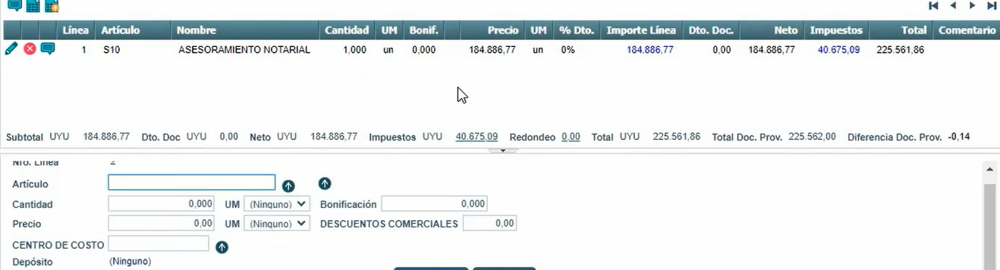 Línea Artículo Nombre Cantidad UM Bonif. Precio UM % Dto. Importe Línea Dto. Doc. Neto Impuestos Total Comentario
1 S10 ASESORAMIENTO NOTARIAL 1,000 un 0,000 184.886,77 un 0% 184.886,77 0,00 184.886,77 40.675,09 225.561,86
Subtotal UYU 184.886,77 Dto. Doc UYU 0,00 Neto UYU 184.886,77 Impuestos UYU 40.675,09 Redondeo 0,00 Total UYU 225.561,86 Total Doc. Prov. 225.562,00 Diferencia Doc. Prov. -0,14
Nro. Línea 2
Artículo
Cantidad 0,000 UM (Ninguno) Bonificación 0,000
Precio 0,00 UM (Ninguno) DESCUENTOS COMERCIALES 0,00
CENTRO DE COSTO
Depósito (Ninguno)